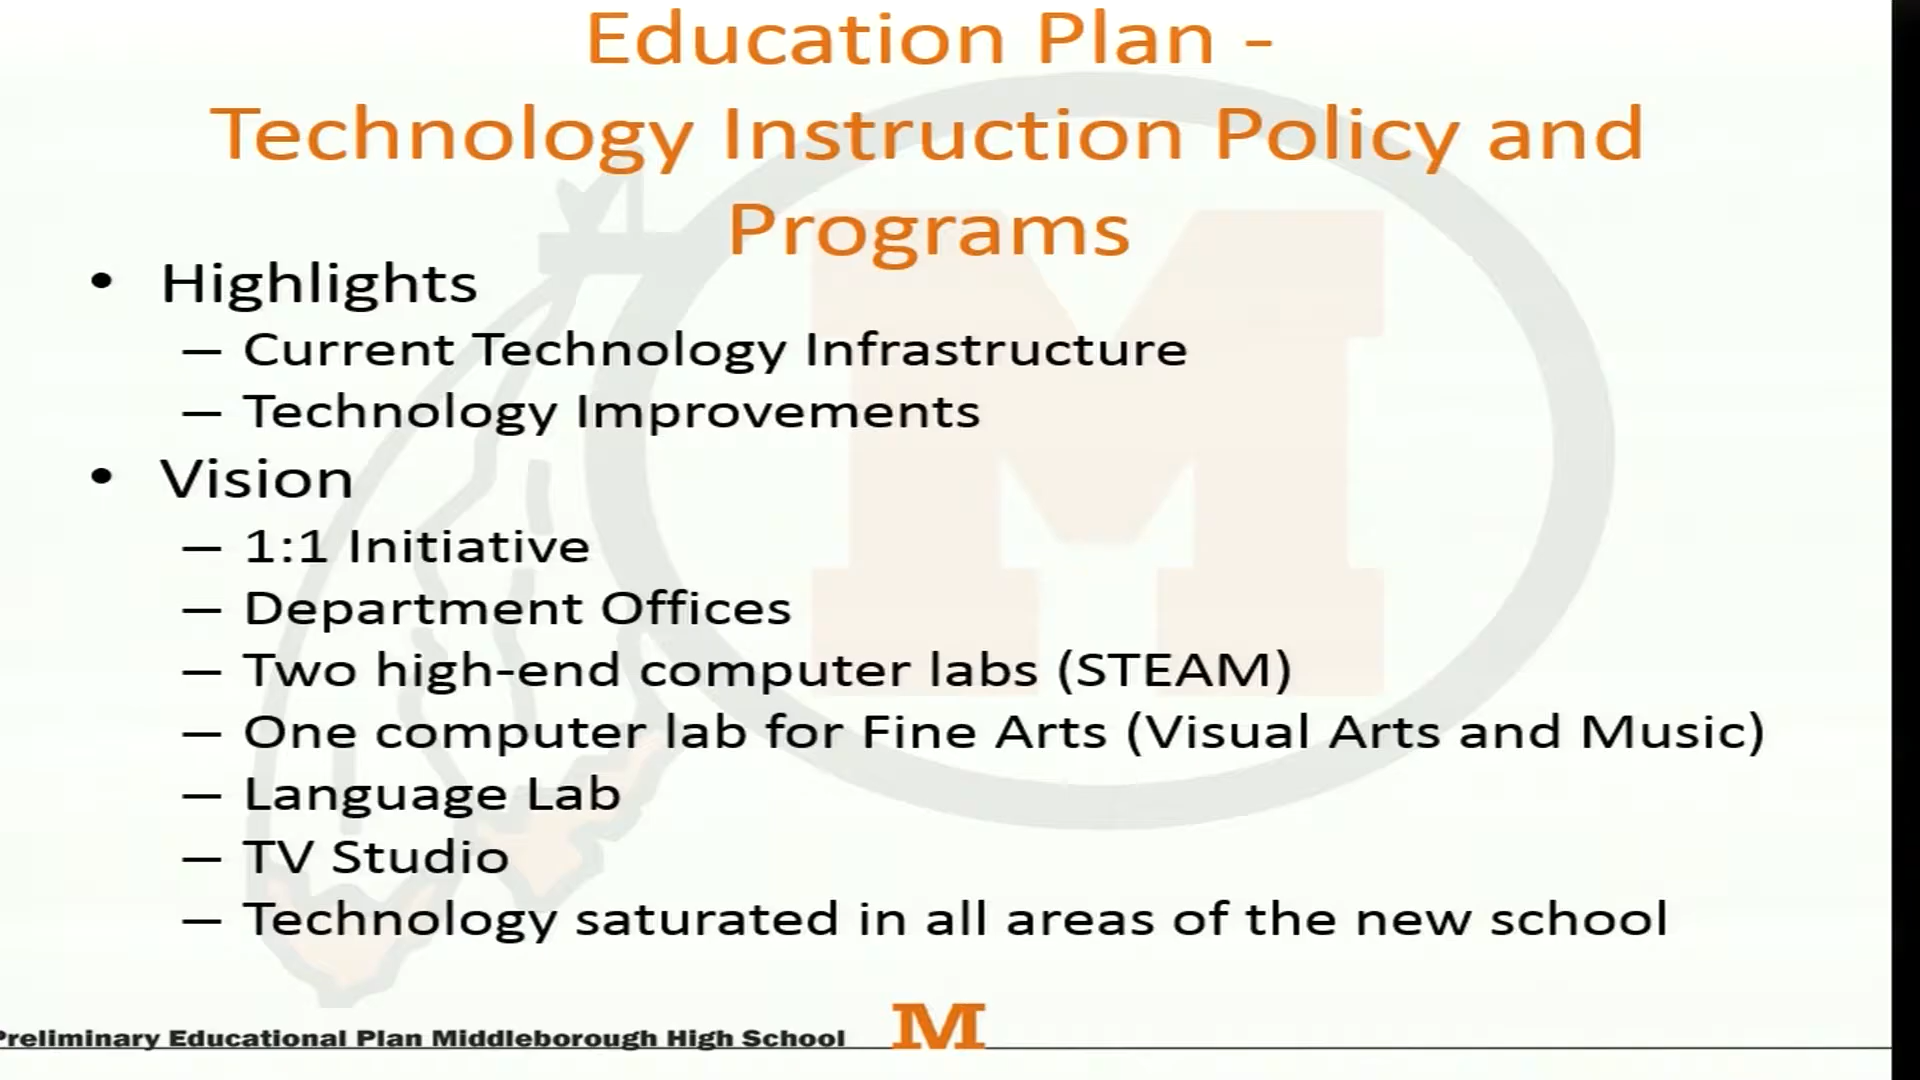 Education Plan -
Technology Instruction Policy and
Programs
• Highlights
– Current Technology Infrastructure
– Technology Improvements
• Vision
– 1:1 Initiative
– Department Offices
– Two high-end computer labs (STEAM)
– One computer lab for Fine Arts (Visual Arts and Music)
– Language Lab
– TV Studio
– Technology saturated in all areas of the new school
Preliminary Educational Plan Middleborough High School M